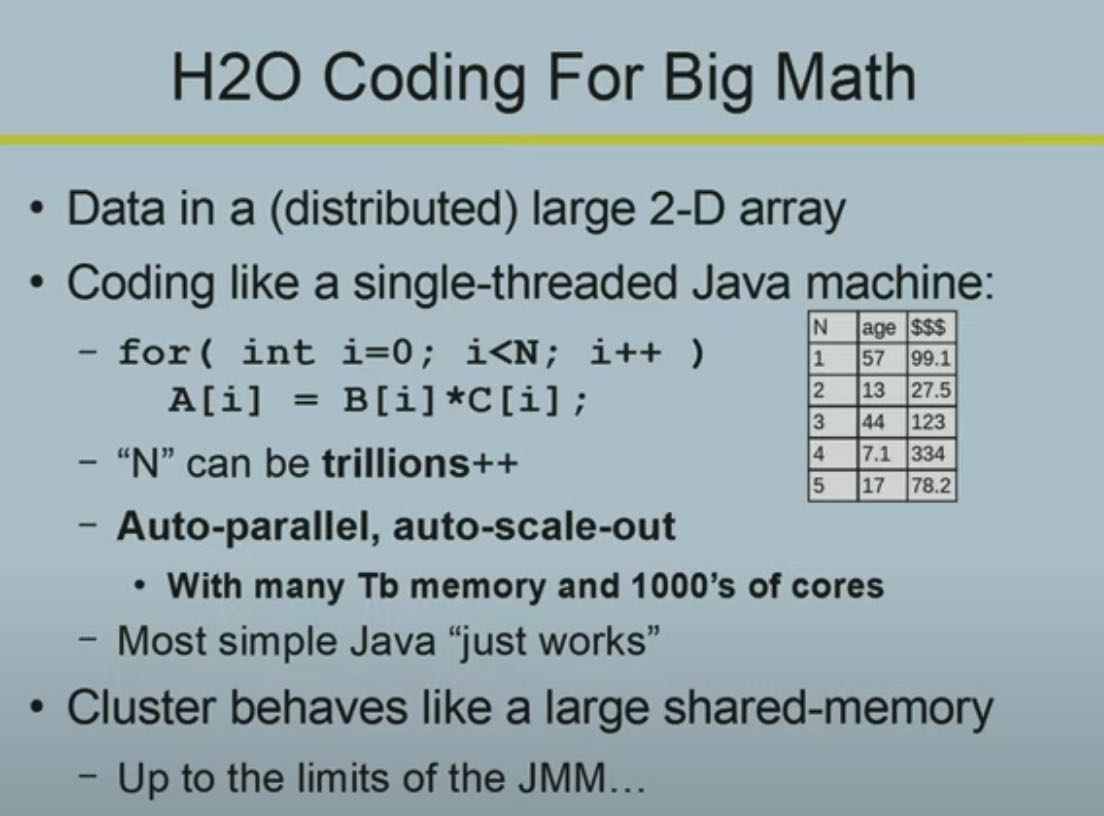 H2O Coding For Big Math
• Data in a (distributed) large 2-D array
• Coding like a single-threaded Java machine:
– for( int i=0; i<N; i++ )
A[i] = B[i]*C[i];
– “N” can be trillions++
– Auto-parallel, auto-scale-out
• With many Tb memory and 1000’s of cores
– Most simple Java “just works”
N age $$$
1 57 99.1
2 13 27.5
3 44 123
4 7.1 334
5 17 78.2
• Cluster behaves like a large shared-memory
– Up to the limits of the JMM...